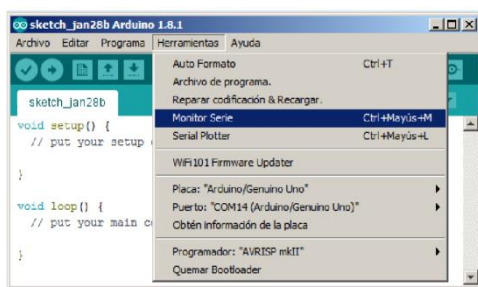 sketch_jan28b Arduino 1.8.1
Archivo Editar Programa Herramientas Ayuda
Auto Formato Ctrl+T
Archivo de programa.
sketch_jan28b
Reparar codificación & Recargar.
void setup() {
Monitor Serie Ctrl+Mayús+M
// put your setup
Serial Plotter Ctrl+Mayús+L
WiFi101 Firmware Updater
}
Placa: "Arduino/Genuino Uno"
void loop() {
Puerto: "COM14 (Arduino/Genuino Uno)"
// put your main co
Obtén información de la placa
}
Programador: "AVRISP mkII"
Quemar Bootloader